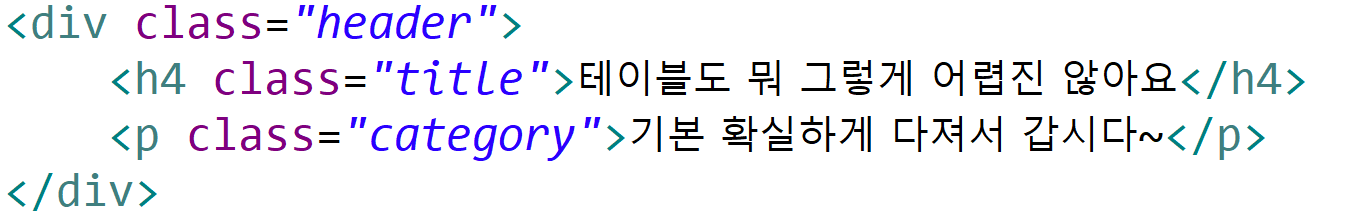 <div class="header">
    <h4 class="title">테이블도 뭐 그렇게 어렵진 않아요</h4>
    <p class="category">기본 확실하게 다져서 갑시다~</p>
</div>